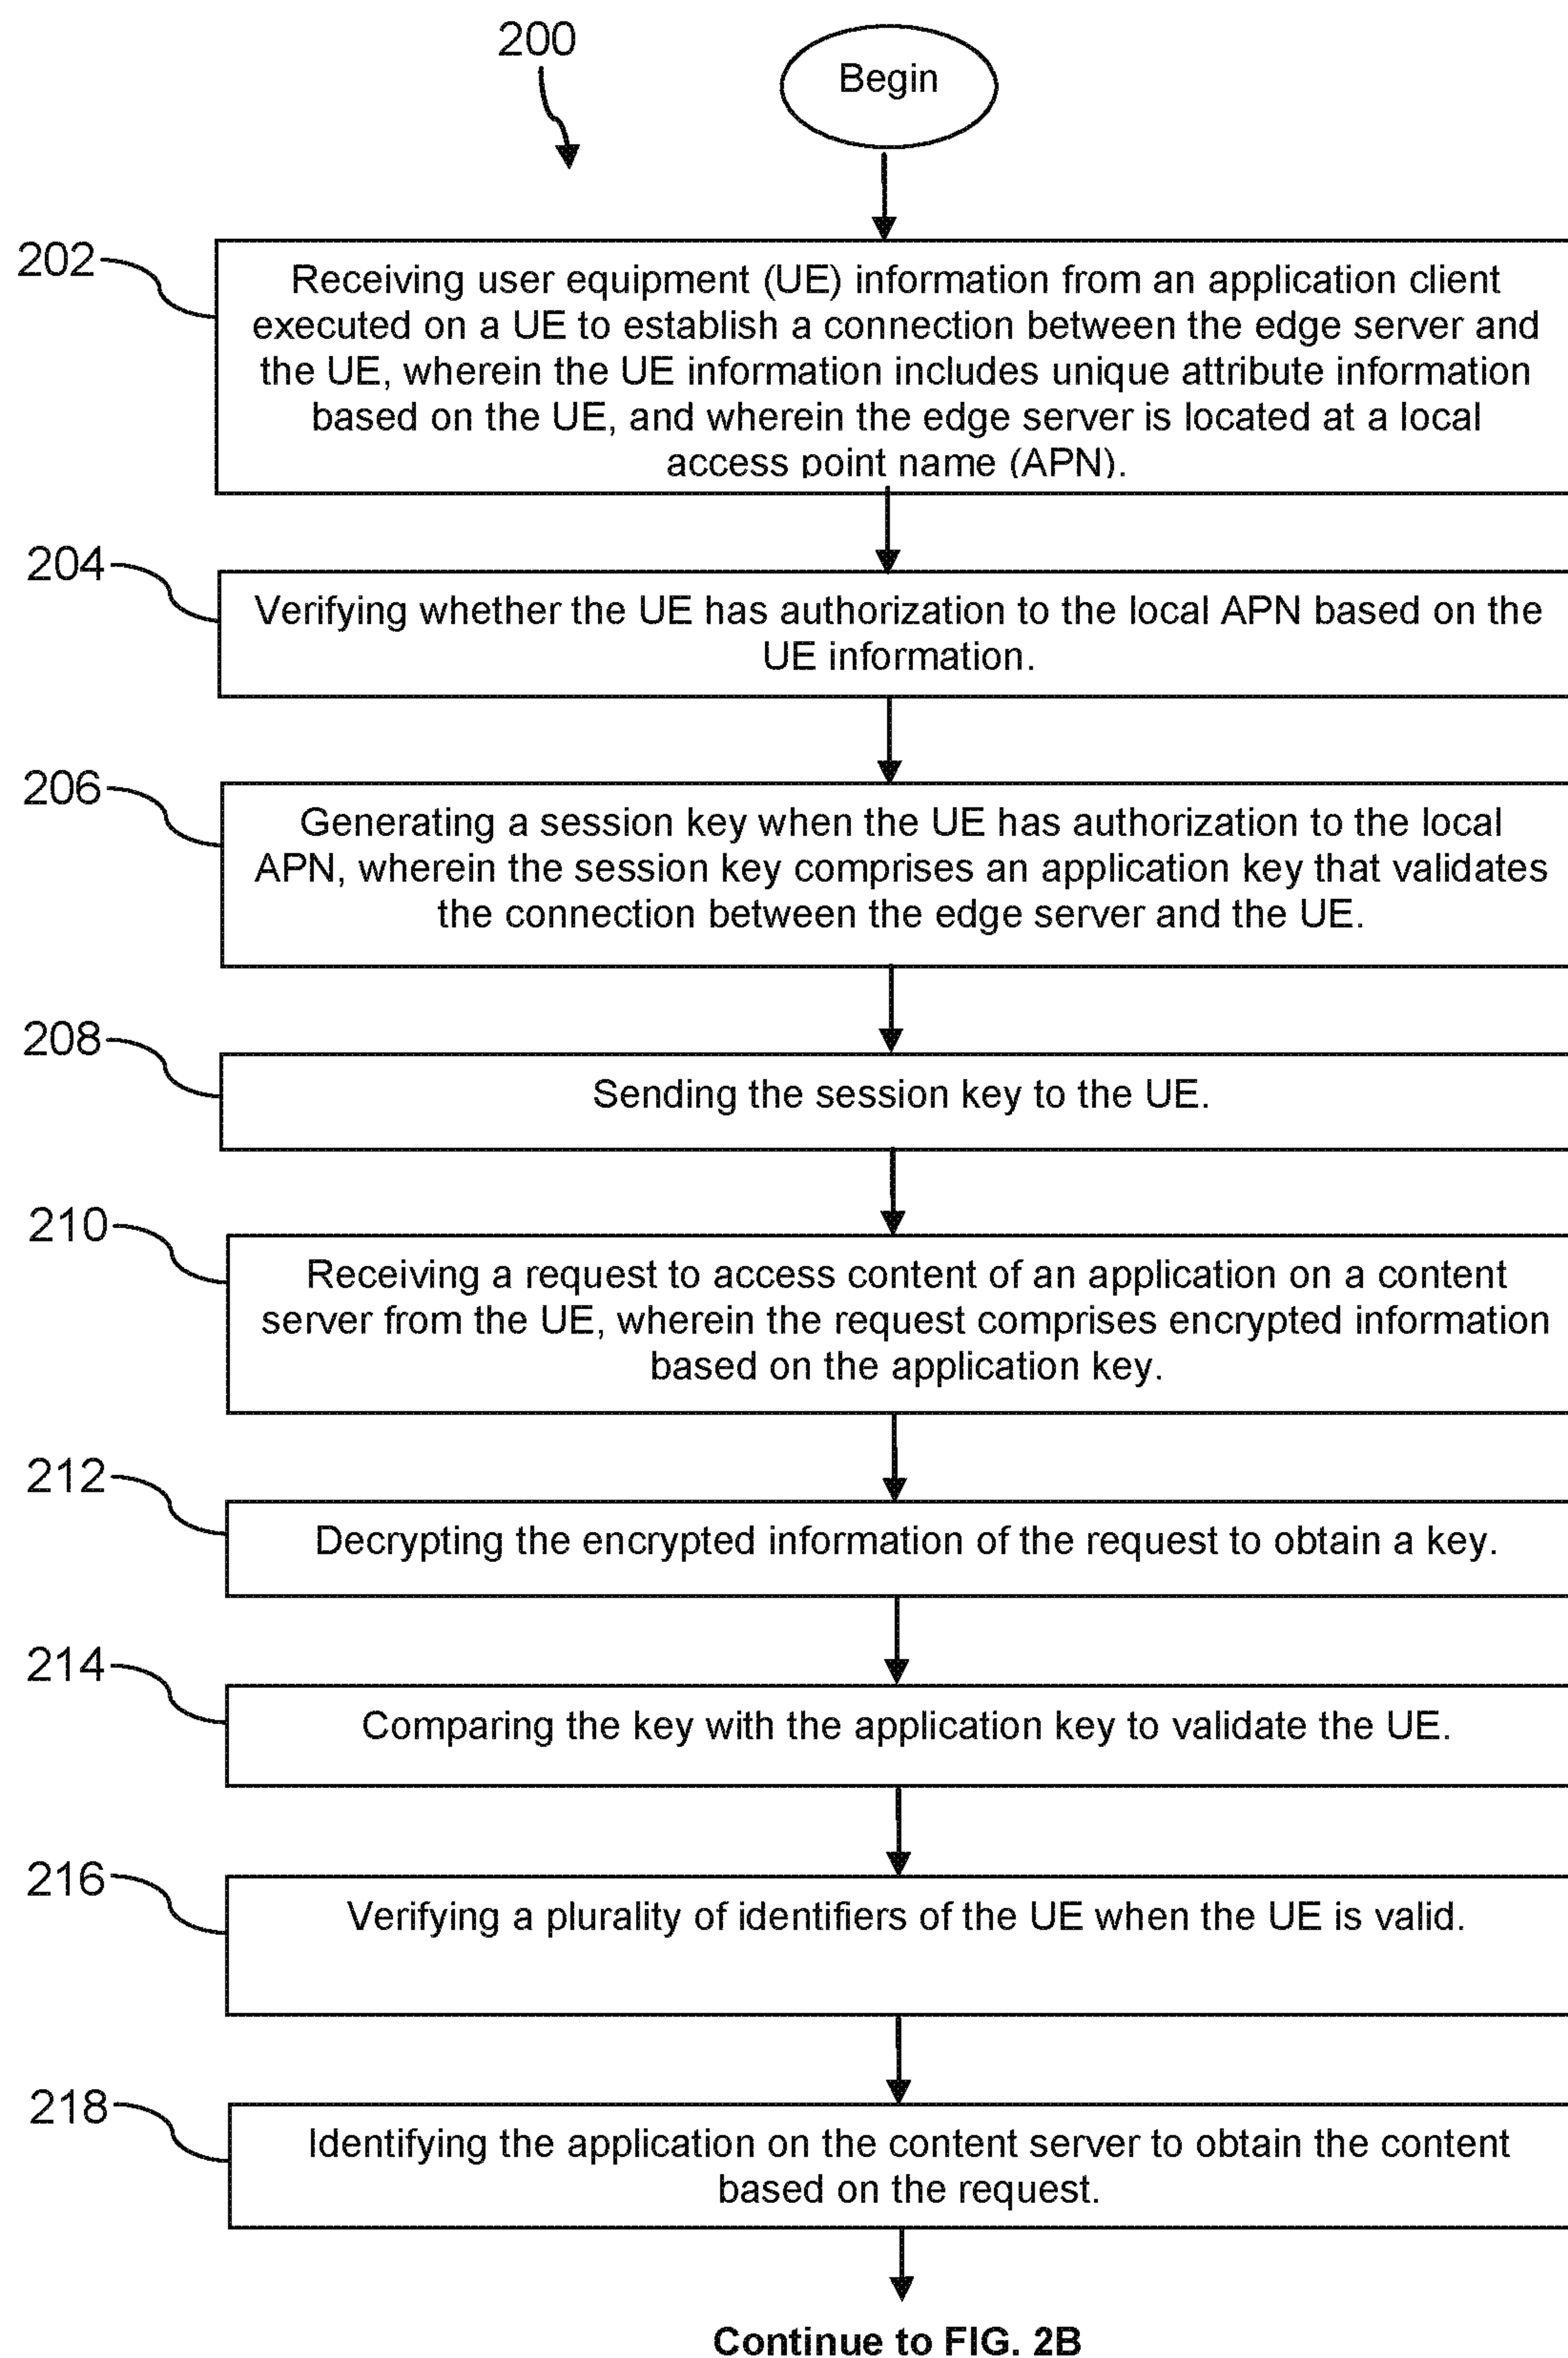 200
Begin
202
Receiving user equipment (UE) information from an application client
executed on a UE to establish a connection between the edge server and
the UE, wherein the UE information includes unique attribute information
based on the UE, and wherein the edge server is located at a local
access point name (APN).
204
Verifying whether the UE has authorization to the local APN based on the
UE information.
206
Generating a session key when the UE has authorization to the local
APN, wherein the session key comprises an application key that validates
the connection between the edge server and the UE.
208
Sending the session key to the UE.
210
Receiving a request to access content of an application on a content
server from the UE, wherein the request comprises encrypted information
based on the application key.
212
Decrypting the encrypted information of the request to obtain a key.
214
Comparing the key with the application key to validate the UE.
216
Verifying a plurality of identifiers of the UE when the UE is valid.
218
Identifying the application on the content server to obtain the content
based on the request.
Continue to FIG. 2B